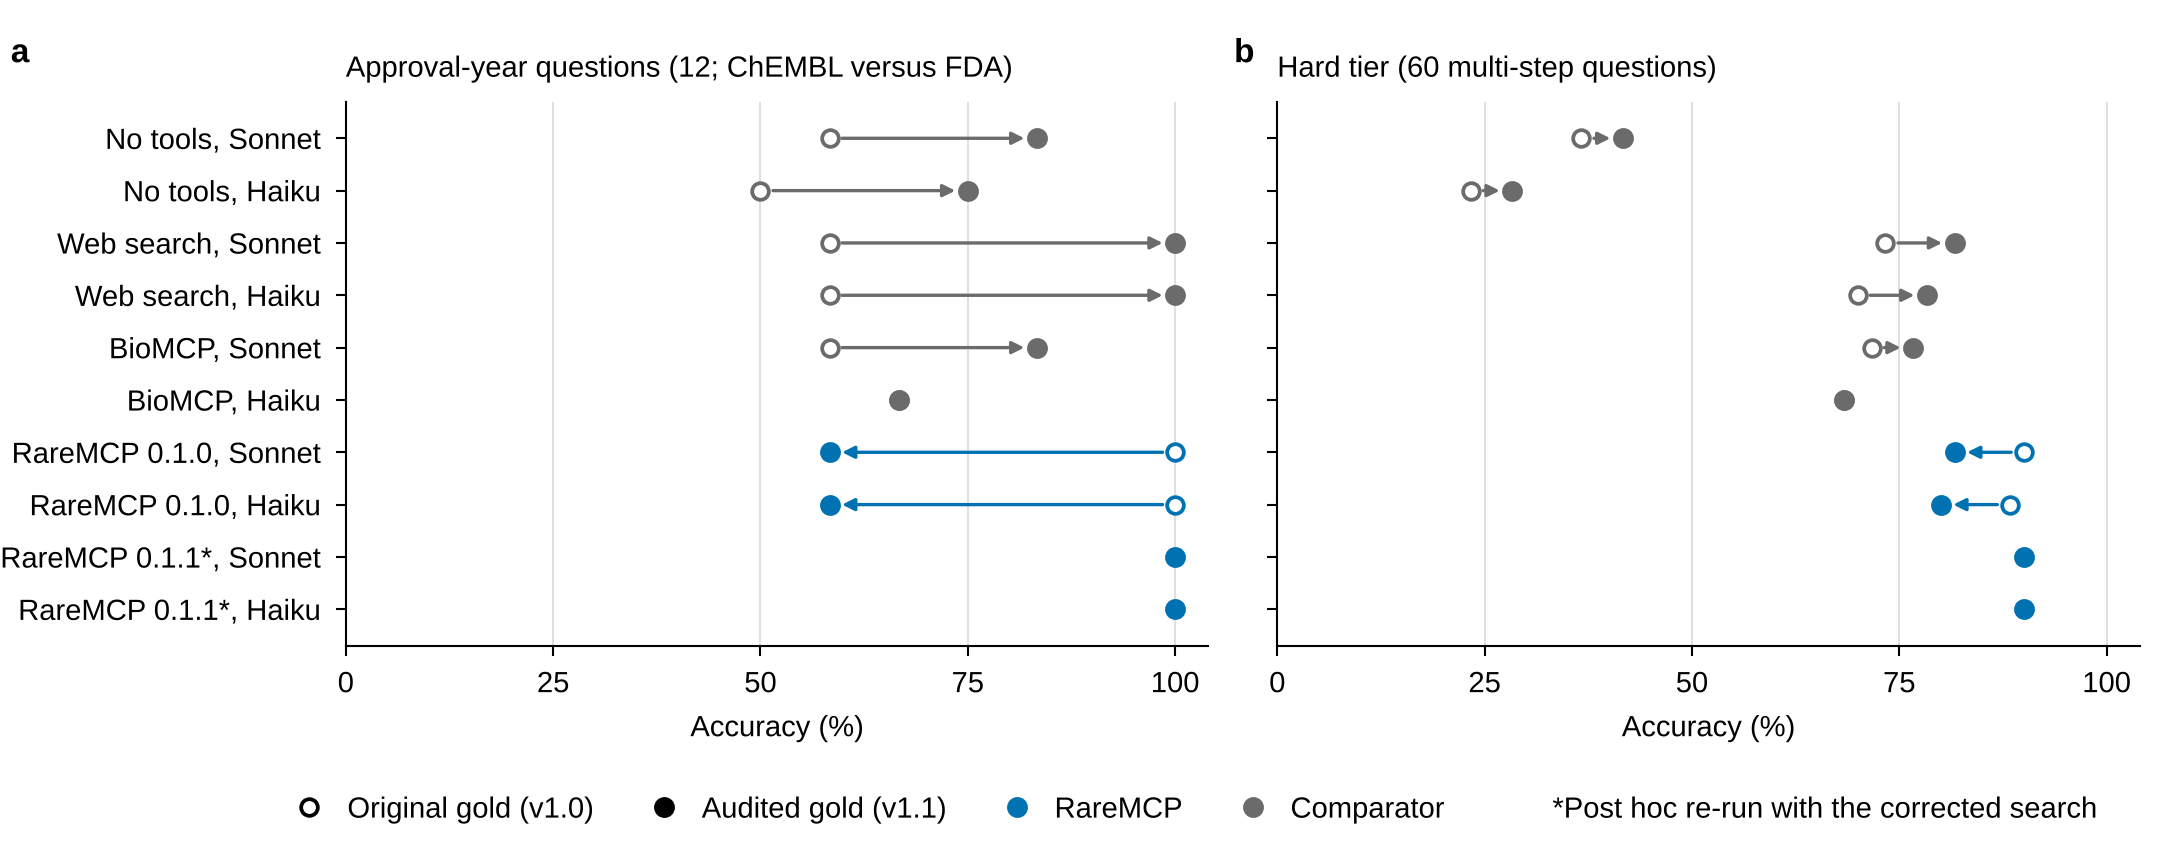 a
Approval-year questions (12; ChEMBL versus FDA)
No tools, Sonnet
No tools, Haiku
Web search, Sonnet
Web search, Haiku
BioMCP, Sonnet
BioMCP, Haiku
RareMCP 0.1.0, Sonnet
RareMCP 0.1.0, Haiku
RareMCP 0.1.1*, Sonnet
RareMCP 0.1.1*, Haiku
0 25 50 75 100
Accuracy (%)
b
Hard tier (60 multi-step questions)
0 25 50 75 100
Accuracy (%)
Original gold (v1.0) Audited gold (v1.1) RareMCP Comparator *Post hoc re-run with the corrected search